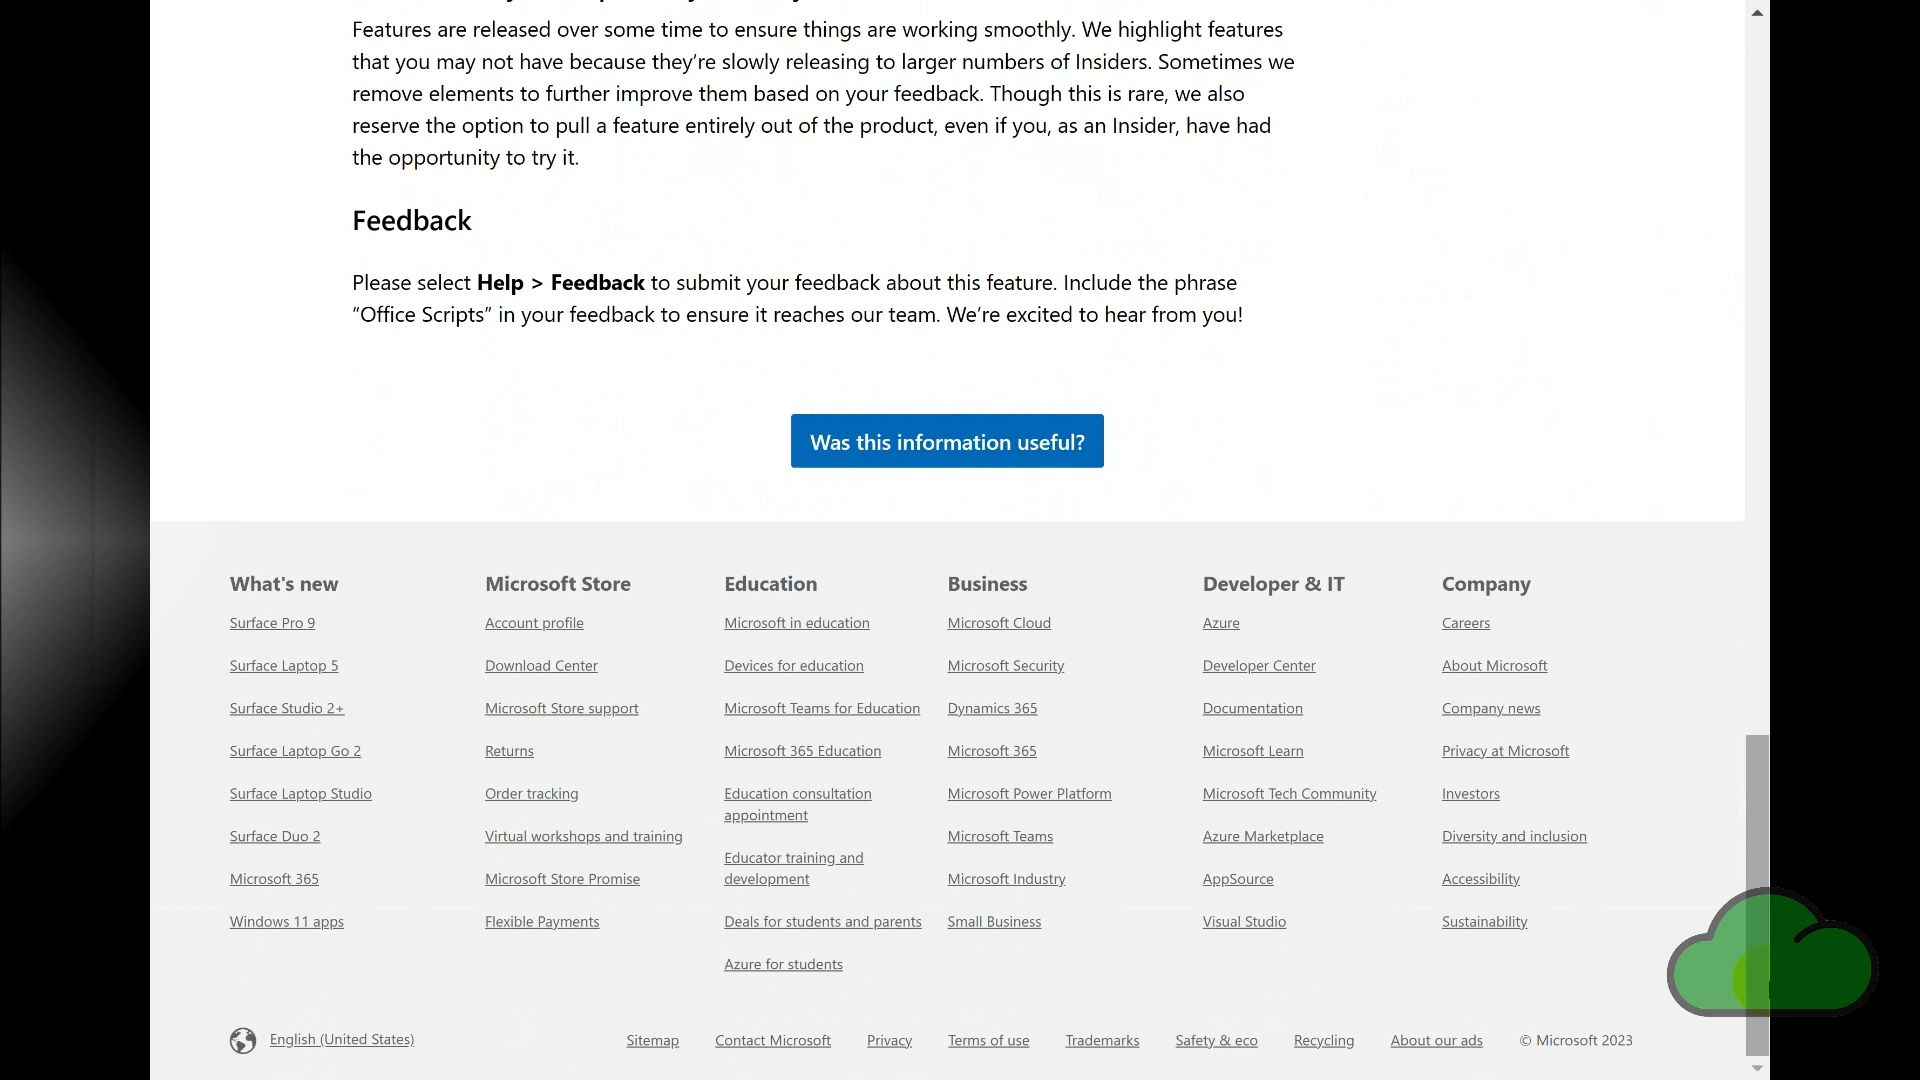 Features are released over some time to ensure things are working smoothly. We highlight features
that you may not have because they’re slowly releasing to larger numbers of Insiders. Sometimes we
remove elements to further improve them based on your feedback. Though this is rare, we also
reserve the option to pull a feature entirely out of the product, even if you, as an Insider, have had
the opportunity to try it.
Feedback
Please select Help > Feedback to submit your feedback about this feature. Include the phrase
“Office Scripts” in your feedback to ensure it reaches our team. We’re excited to hear from you!
Was this information useful?
What's new
Surface Pro 9
Surface Laptop 5
Surface Studio 2+
Surface Laptop Go 2
Surface Laptop Studio
Surface Duo 2
Microsoft 365
Windows 11 apps
Microsoft Store
Account profile
Download Center
Microsoft Store support
Returns
Order tracking
Virtual workshops and training
Microsoft Store Promise
Flexible Payments
Education
Microsoft in education
Devices for education
Microsoft Teams for Education
Microsoft 365 Education
Education consultation
appointment
Educator training and
development
Deals for students and parents
Azure for students
Business
Microsoft Cloud
Microsoft Security
Dynamics 365
Microsoft 365
Microsoft Power Platform
Microsoft Teams
Microsoft Industry
Small Business
Developer & IT
Azure
Developer Center
Documentation
Microsoft Learn
Microsoft Tech Community
Azure Marketplace
AppSource
Visual Studio
Company
Careers
About Microsoft
Company news
Privacy at Microsoft
Investors
Diversity and inclusion
Accessibility
Sustainability
English (United States)
Sitemap
Contact Microsoft
Privacy
Terms of use
Trademarks
Safety & eco
Recycling
About our ads
© Microsoft 2023